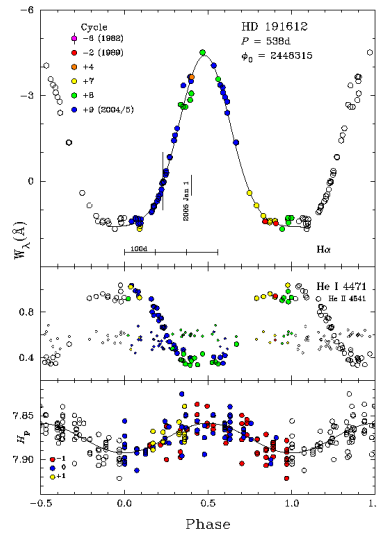 −6
Cycle
−6 (1982)
−2 (1989)
+4
+7
+8
+9 (2004/5)
HD 191612
P = 538d
ϕ₀ = 2448315
−3
0
Wλ(Å)
2005 Jan 1
100d
Hα
He I 4471
He II 4541
0.8
0.4
7.85
7.90
Hp
−1
0
+1
−0.5
0.0
0.5
1.0
1.5
Phase